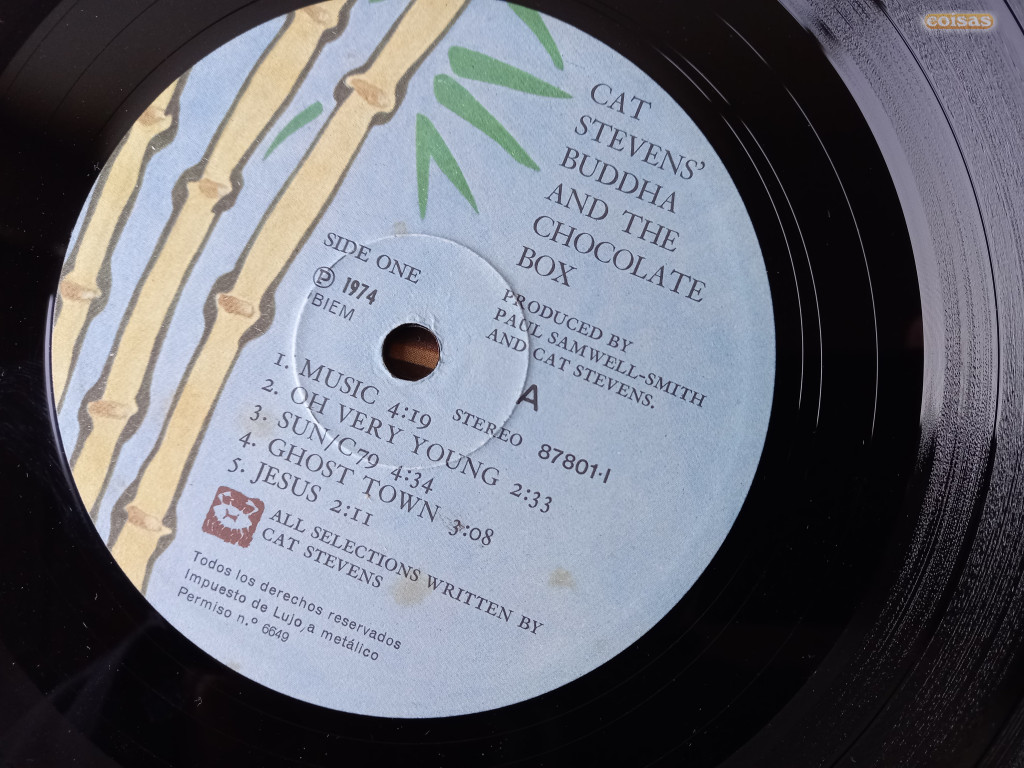 coisas
CAT
STEVENS'
BUDDHA
AND THE
CHOCOLATE
BOX
PRODUCED BY
PAUL SAMWELL-SMITH
AND CAT STEVENS.
SIDE ONE
Ⓟ 1974
BIEM
A
STEREO 87801-I
1. MUSIC 4:19
2. OH VERY YOUNG 2:33
3. SUN/C79 4:34
4. GHOST TOWN 3:08
5. JESUS 2:11
ALL SELECTIONS WRITTEN BY
CAT STEVENS
Todos los derechos reservados
Impuesto de Lujo, a metálico
Permiso n.º 6649